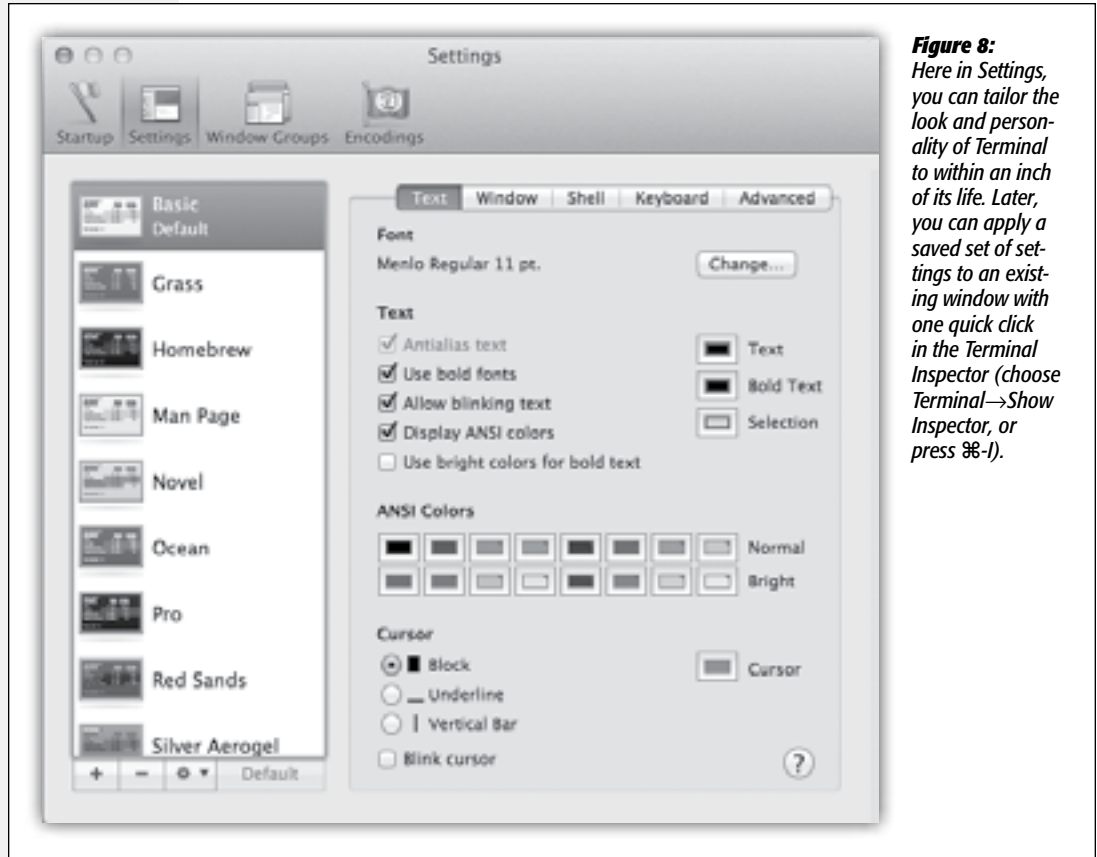 Settings
Startup Settings Window Groups Encodings
Basic
Default
Grass
Homebrew
Man Page
Novel
Ocean
Pro
Red Sands
Silver Aerogel
+ − Default
Text Window Shell Keyboard Advanced
Font
Menlo Regular 11 pt. Change...
Text
Antialias text
Use bold fonts
Allow blinking text
Display ANSI colors
Use bright colors for bold text
Text
Bold Text
Selection
ANSI Colors
Normal
Bright
Cursor
Block
Underline
Vertical Bar
Blink cursor
Cursor
?
Figure 8:
Here in Settings,
you can tailor the
look and person-
ality of Terminal
to within an inch
of its life. Later,
you can apply a
saved set of set-
tings to an exist-
ing window with
one quick click
in the Terminal
Inspector (choose
Terminal→Show
Inspector, or
press ⌘-I).